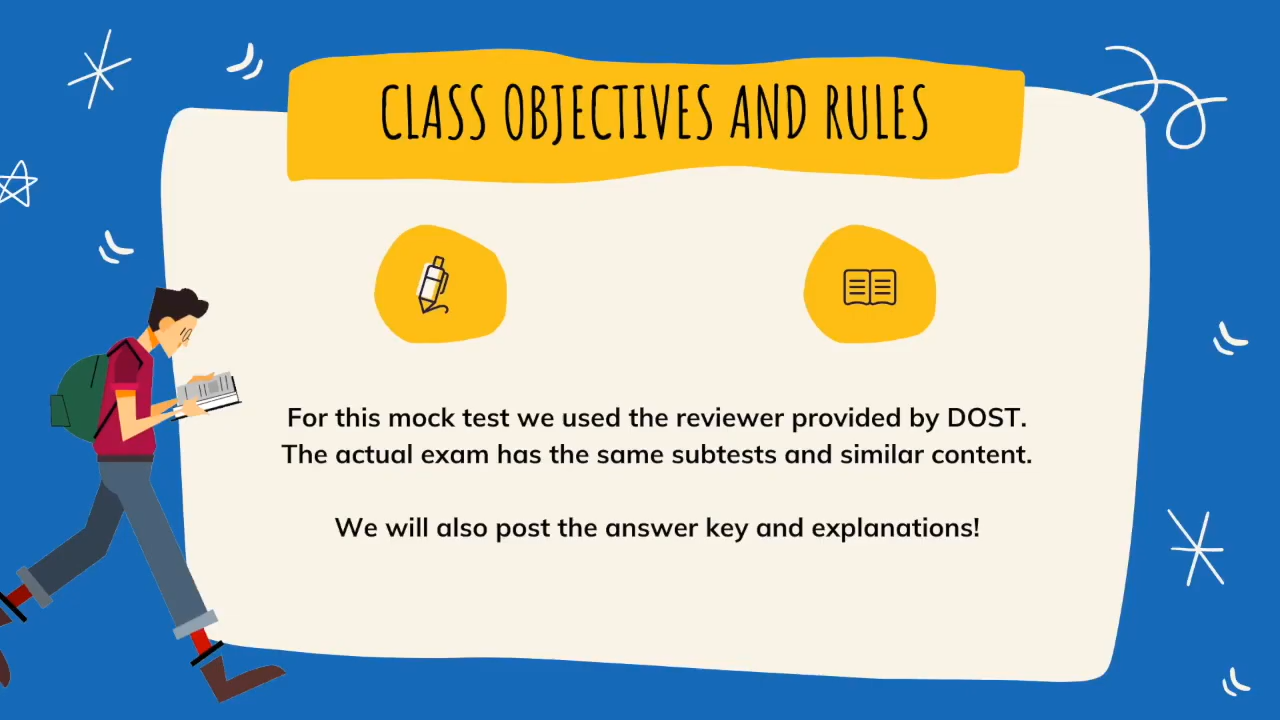 CLASS OBJECTIVES AND RULES
For this mock test we used the reviewer provided by DOST.
The actual exam has the same subtests and similar content.
We will also post the answer key and explanations!